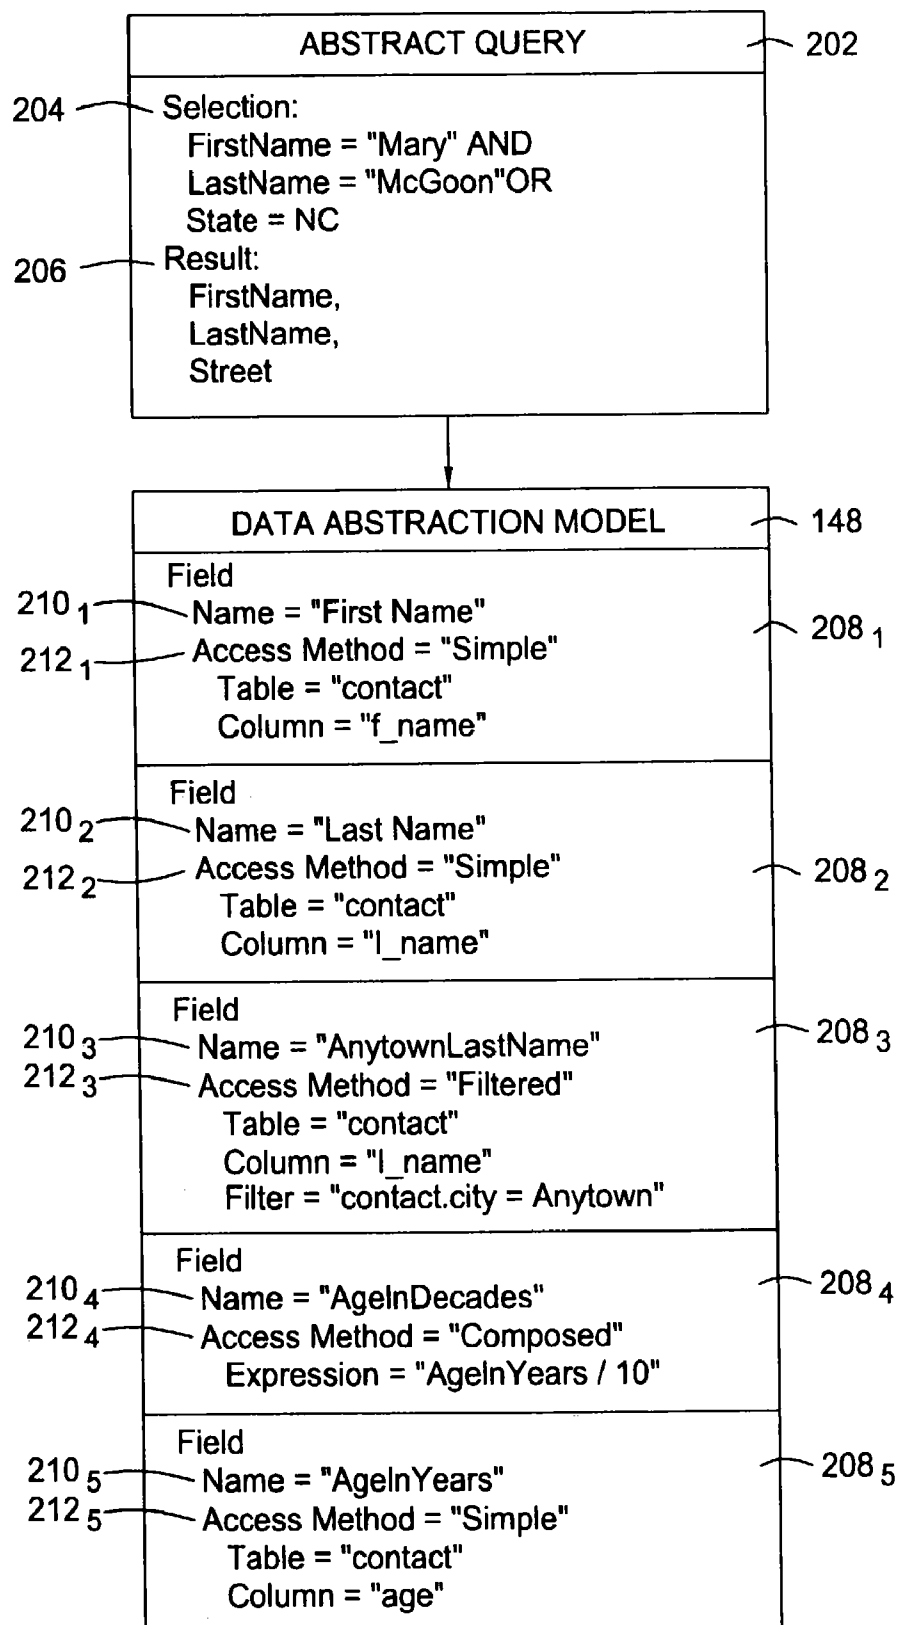 ABSTRACT QUERY 202
204 Selection:
FirstName = "Mary" AND
LastName = "McGoon"OR
State = NC
206 Result:
FirstName,
LastName,
Street
DATA ABSTRACTION MODEL 148
Field
210 1 Name = "First Name" 208 1
212 1 Access Method = "Simple"
Table = "contact"
Column = "f_name"
Field
210 2 Name = "Last Name"
212 2 Access Method = "Simple" 208 2
Table = "contact"
Column = "l_name"
Field
210 3 Name = "AnytownLastName" 208 3
212 3 Access Method = "Filtered"
Table = "contact"
Column = "l_name"
Filter = "contact.city = Anytown"
Field
210 4 Name = "AgeInDecades" 208 4
212 4 Access Method = "Composed"
Expression = "AgeInYears / 10"
Field
210 5 Name = "AgeInYears" 208 5
212 5 Access Method = "Simple"
Table = "contact"
Column = "age"